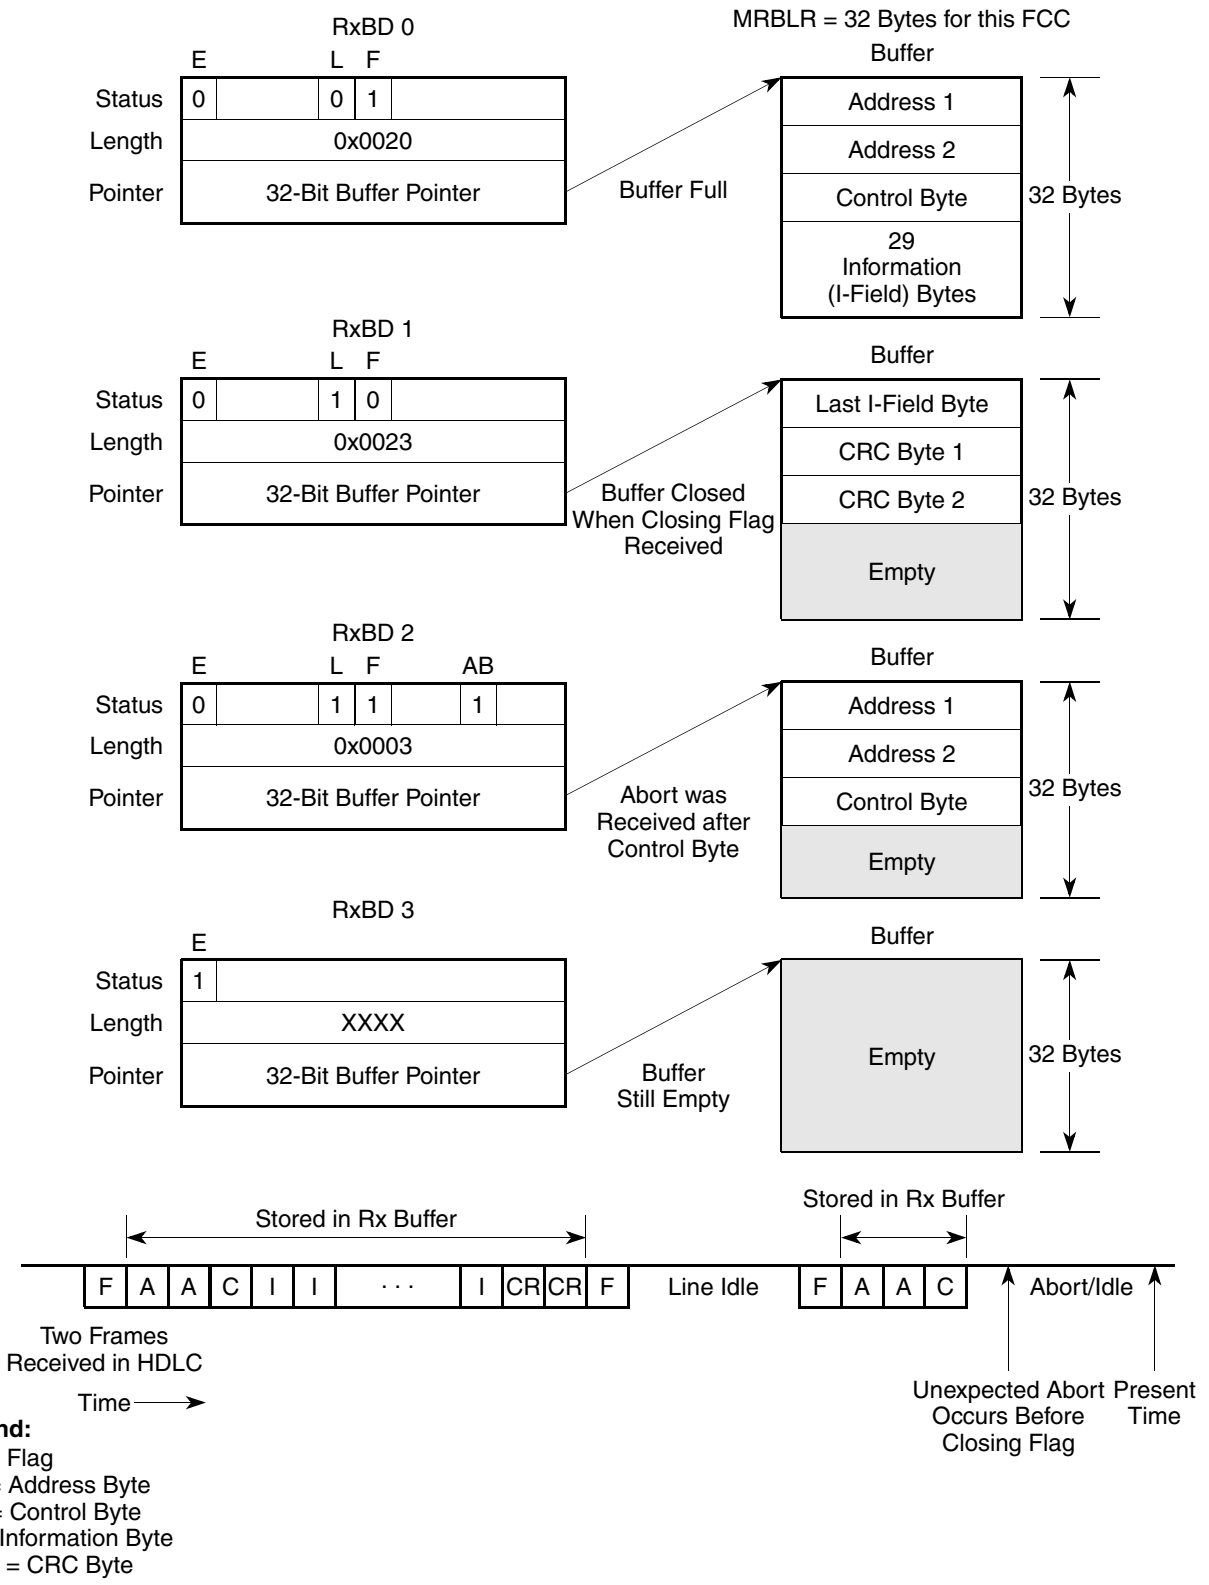 MRBLR = 32 Bytes for this FCC
RxBD 0
Buffer
E L F
Status 0 0 1
Length 0x0020
Pointer 32-Bit Buffer Pointer
Buffer Full
Address 1
Address 2
Control Byte
29
Information
(I-Field) Bytes
32 Bytes
RxBD 1
Buffer
E L F
Status 0 1 0
Length 0x0023
Pointer 32-Bit Buffer Pointer
Buffer Closed
When Closing Flag
Received
Last I-Field Byte
CRC Byte 1
CRC Byte 2
Empty
32 Bytes
RxBD 2
Buffer
E L F AB
Status 0 1 1 1
Length 0x0003
Pointer 32-Bit Buffer Pointer
Abort was
Received after
Control Byte
Address 1
Address 2
Control Byte
Empty
32 Bytes
RxBD 3
Buffer
E
Status 1
Length XXXX
Pointer 32-Bit Buffer Pointer
Buffer
Still Empty
Empty
32 Bytes
Stored in Rx Buffer
Stored in Rx Buffer
F A A C I I · · · I CR CR F Line Idle F A A C Abort/Idle
Two Frames
Received in HDLC
Time
Unexpected Abort
Occurs Before
Closing Flag
Present
Time
nd:
Flag
= Address Byte
= Control Byte
Information Byte
= CRC Byte